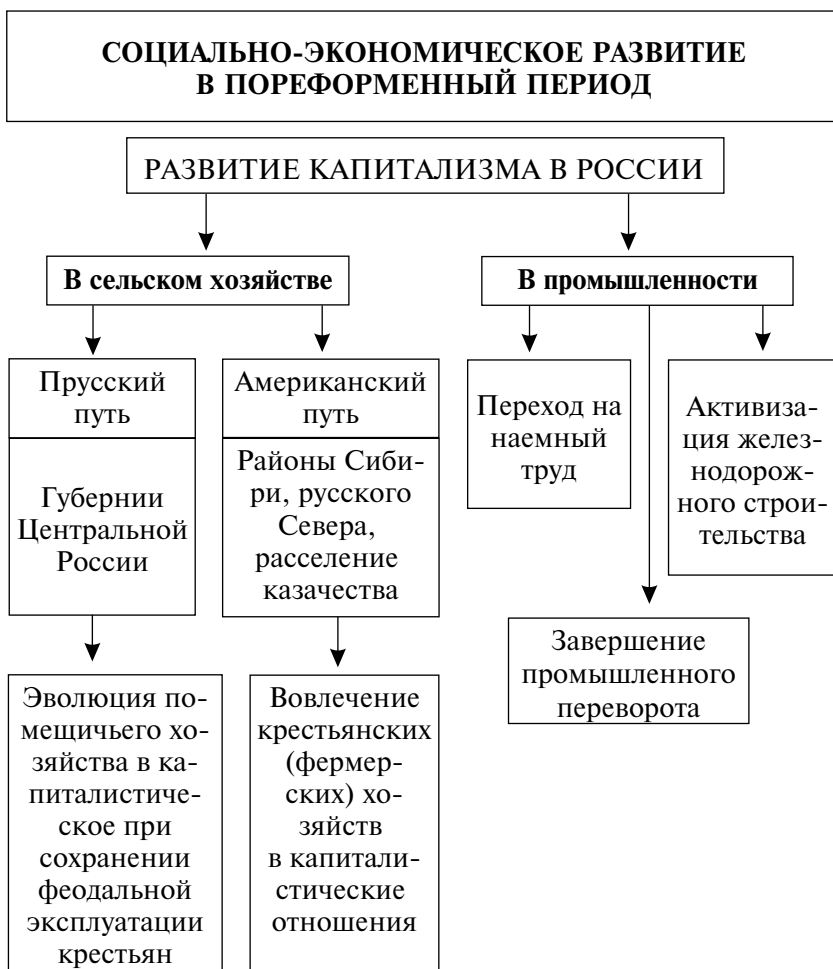 СОЦИАЛЬНО-ЭКОНОМИЧЕСКОЕ РАЗВИТИЕ
В ПОРЕФОРМЕННЫЙ ПЕРИОД
РАЗВИТИЕ КАПИТАЛИЗМА В РОССИИ
В сельском хозяйстве
В промышленности
Прусский
путь
Губернии
Центральной
России
Эволюция по-
мещичьего хо-
зяйства в ка-
питалистиче-
ское при
сохранении
феодальной
эксплуатации
крестьян
Американский
путь
Районы Сиби-
ри, русского
Севера,
расселение
казачества
Вовлечение
крестьянских
(фермер-
ских) хо-
зяйств
в капитали-
стические
отношения
Переход на
наемный
труд
Завершение
промышленного
переворота
Активиза-
ция желез-
нодорож-
ного строи-
тельства